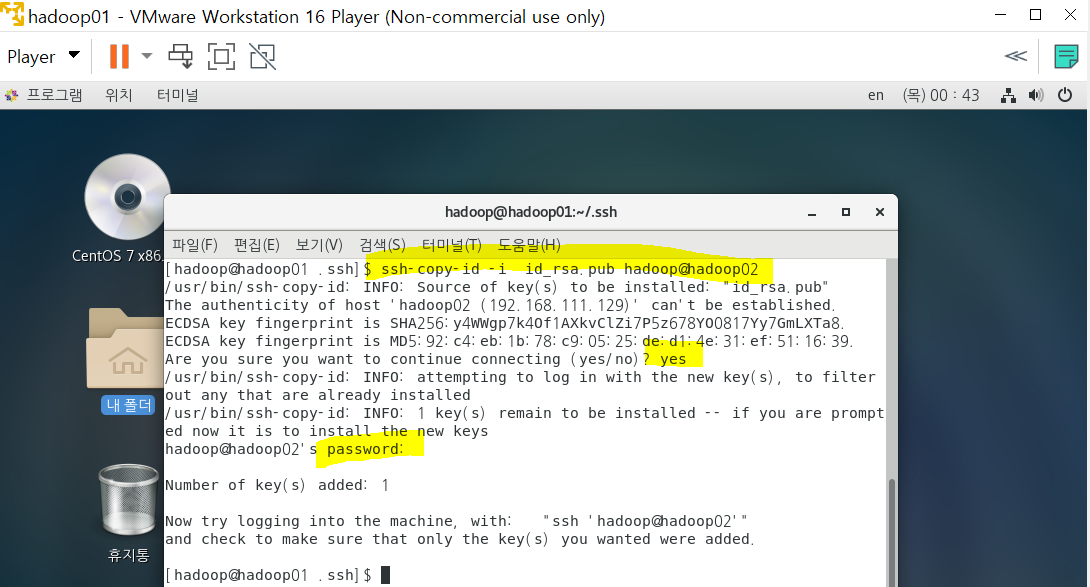 hadoop01 - VMware Workstation 16 Player (Non-commercial use only)
Player
프로그램 위치 터미널 en (목) 00 : 43
hadoop@hadoop01:~/.ssh
CentOS 7 x86.
파일(F) 편집(E) 보기(V) 검색(S) 터미널(T) 도움말(H)
[hadoop@hadoop01 .ssh]$ ssh-copy-id -i id_rsa.pub hadoop@hadoop02
/usr/bin/ssh-copy-id: INFO: Source of key(s) to be installed: "id_rsa.pub"
The authenticity of host 'hadoop02 (192.168.111.129)' can't be established.
ECDSA key fingerprint is SHA256:y4WWgp7k4Of1AXkvClZi7P5z678YO0817Yy7GmLXTa8.
ECDSA key fingerprint is MD5:92:c4:eb:1b:78:c9:05:25:de:d1:4e:31:ef:51:16:39.
Are you sure you want to continue connecting (yes/no)? yes
/usr/bin/ssh-copy-id: INFO: attempting to log in with the new key(s), to filter
out any that are already installed
/usr/bin/ssh-copy-id: INFO: 1 key(s) remain to be installed -- if you are prompt
ed now it is to install the new keys
hadoop@hadoop02's password:
Number of key(s) added: 1
Now try logging into the machine, with:   "ssh 'hadoop@hadoop02'"
and check to make sure that only the key(s) you wanted were added.
[hadoop@hadoop01 .ssh]$
내 폴더
휴지통